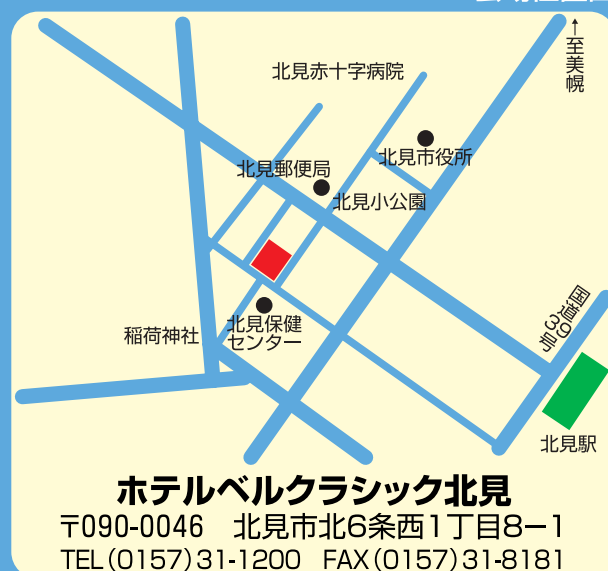 ↑至美幌
北見赤十字病院
北見市役所
北見郵便局
北見小公園
国道39号
北見保健
センター
稲荷神社
北見駅
ホテルベルクラシック北見
〒090-0046 北見市北6条西1丁目8−1
TEL(0157)31-1200 FAX(0157)31-8181